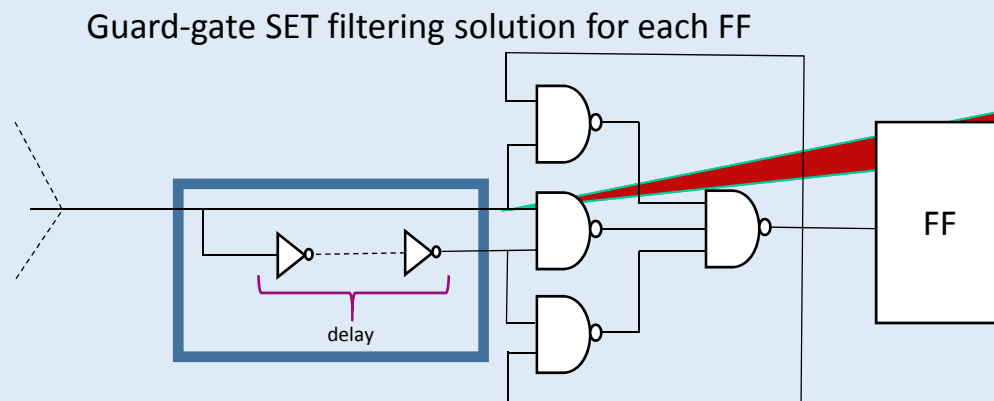 Guard-gate SET filtering solution for each FF
FF
delay